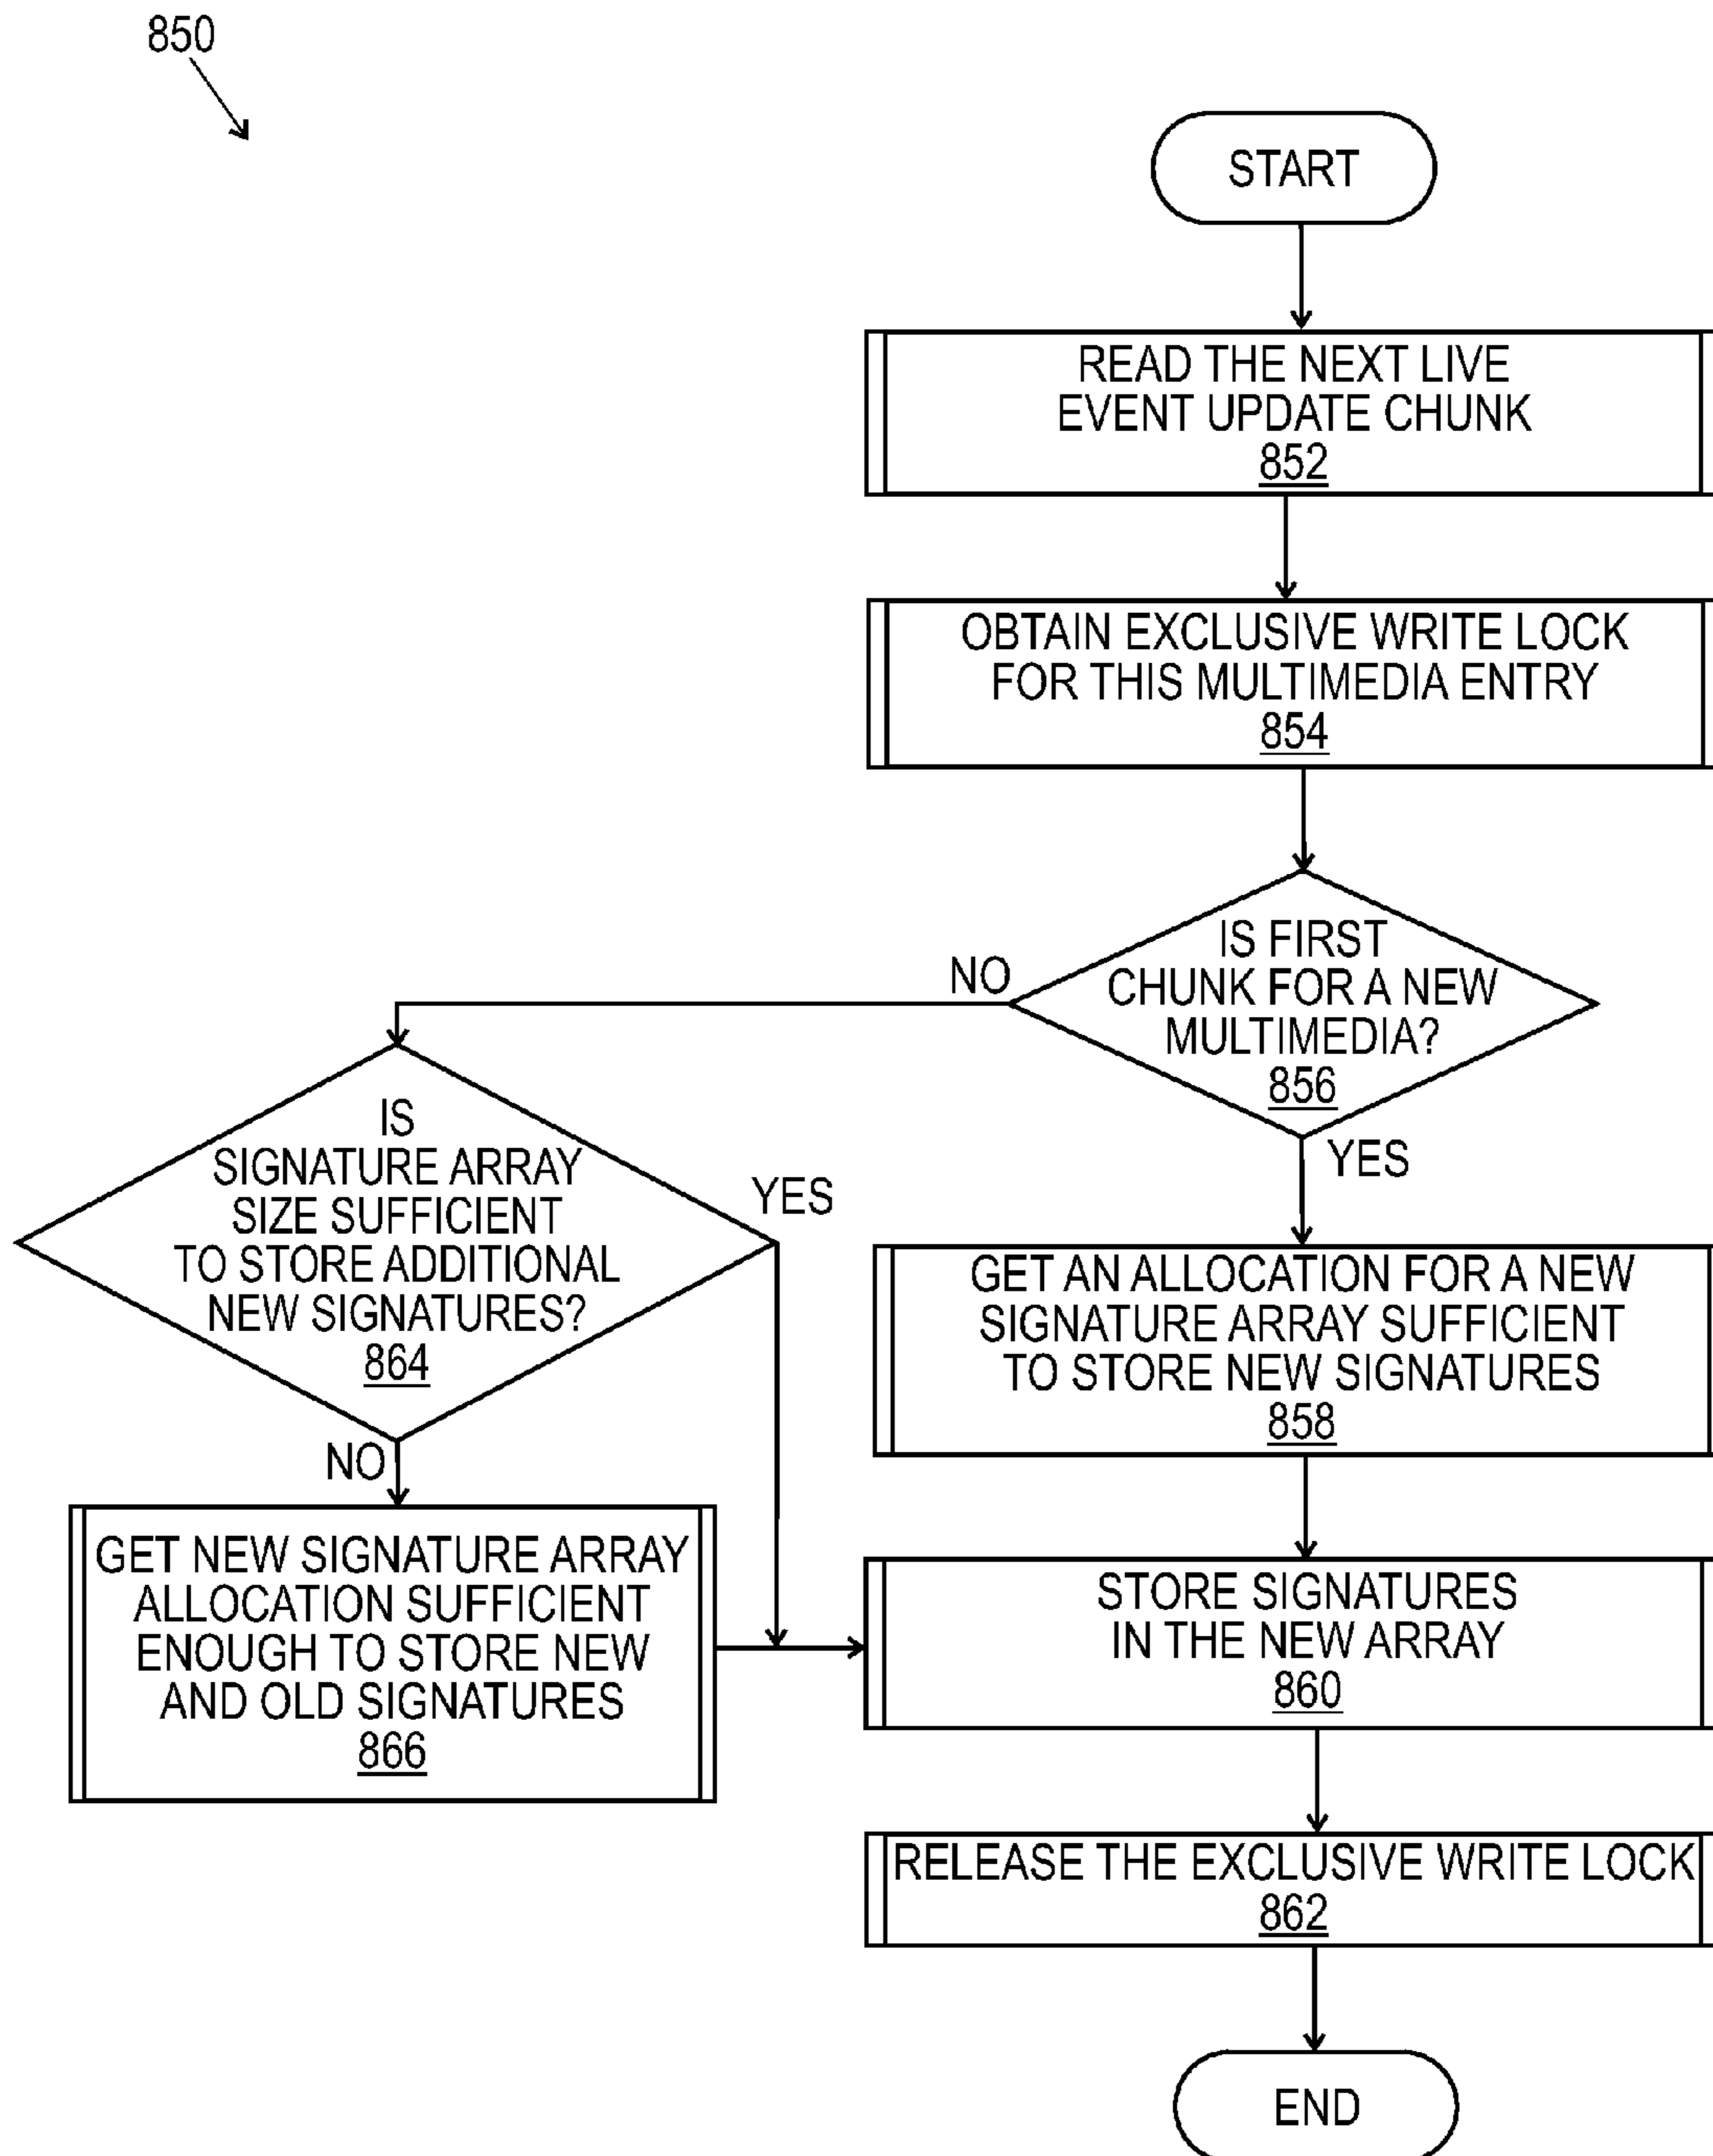 850
START
READ THE NEXT LIVE
EVENT UPDATE CHUNK
852
OBTAIN EXCLUSIVE WRITE LOCK
FOR THIS MULTIMEDIA ENTRY
854
IS FIRST
CHUNK FOR A NEW
MULTIMEDIA?
856
NO
YES
IS
SIGNATURE ARRAY
SIZE SUFFICIENT
TO STORE ADDITIONAL
NEW SIGNATURES?
864
YES
NO
GET AN ALLOCATION FOR A NEW
SIGNATURE ARRAY SUFFICIENT
TO STORE NEW SIGNATURES
858
GET NEW SIGNATURE ARRAY
ALLOCATION SUFFICIENT
ENOUGH TO STORE NEW
AND OLD SIGNATURES
866
STORE SIGNATURES
IN THE NEW ARRAY
860
RELEASE THE EXCLUSIVE WRITE LOCK
862
END